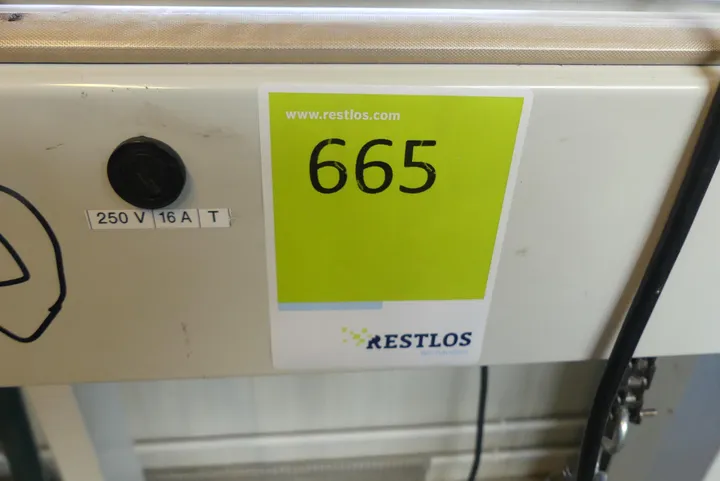 www.restlos.com
665
250 V 16 A T
RESTLOS